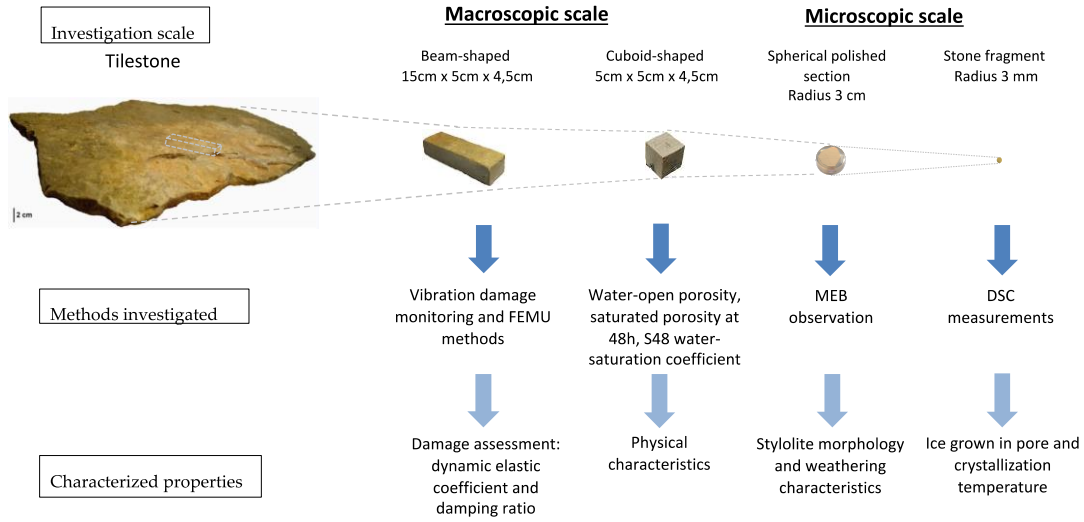 Investigation scale
Macroscopic scale
Microscopic scale
Tilestone
Beam-shaped
15cm x 5cm x 4,5cm
Cuboid-shaped
5cm x 5cm x 4,5cm
Spherical polished
section
Radius 3 cm
Stone fragment
Radius 3 mm
2 cm
Methods investigated
Vibration damage
monitoring and FEMU
methods
Water-open porosity,
saturated porosity at
48h, S48 water-
saturation coefficient
MEB
observation
DSC
measurements
Characterized properties
Damage assessment:
dynamic elastic
coefficient and
damping ratio
Physical
characteristics
Stylolite morphology
and weathering
characteristics
Ice grown in pore and
crystallization
temperature